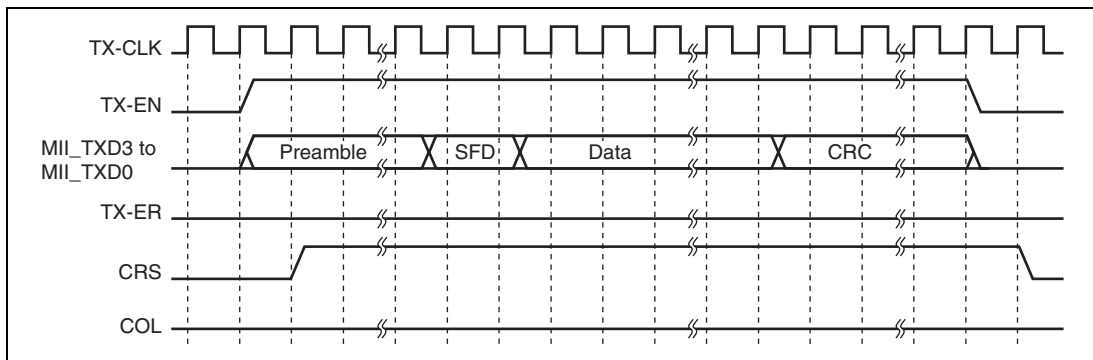 TX-CLK
TX-EN
MII_TXD3 to
MII_TXD0
Preamble
SFD
Data
CRC
TX-ER
CRS
COL